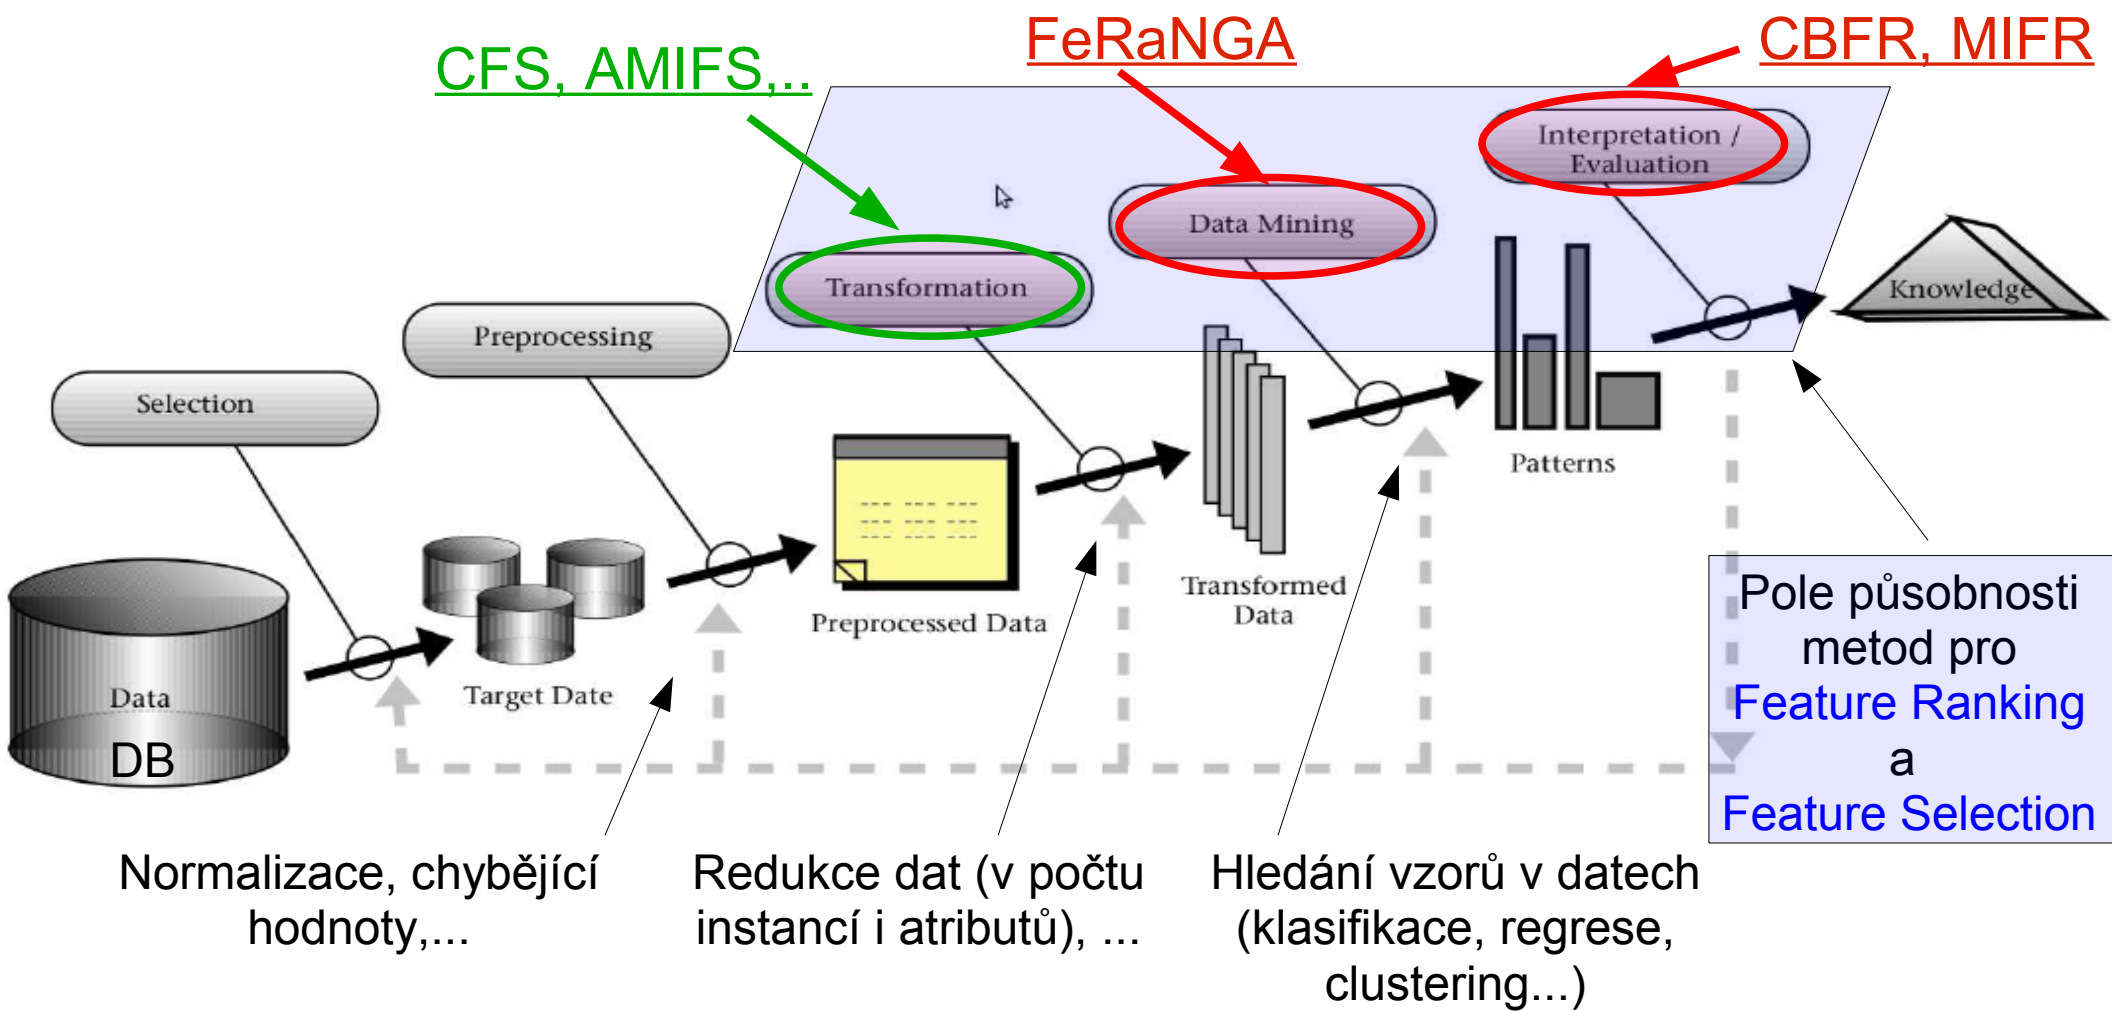 CFS, AMIFS,..
FeRaNGA
CBFR, MIFR
Interpretation /
Evaluation
Data Mining
Transformation
Preprocessing
Selection
Knowledge
Patterns
Transformed
Data
Preprocessed Data
Target Date
Data
DB
Pole působnosti
metod pro
Feature Ranking
a
Feature Selection
Normalizace, chybějící
hodnoty,...
Redukce dat (v počtu
instancí i atributů), ...
Hledání vzorů v datech
(klasifikace, regrese,
clustering...)